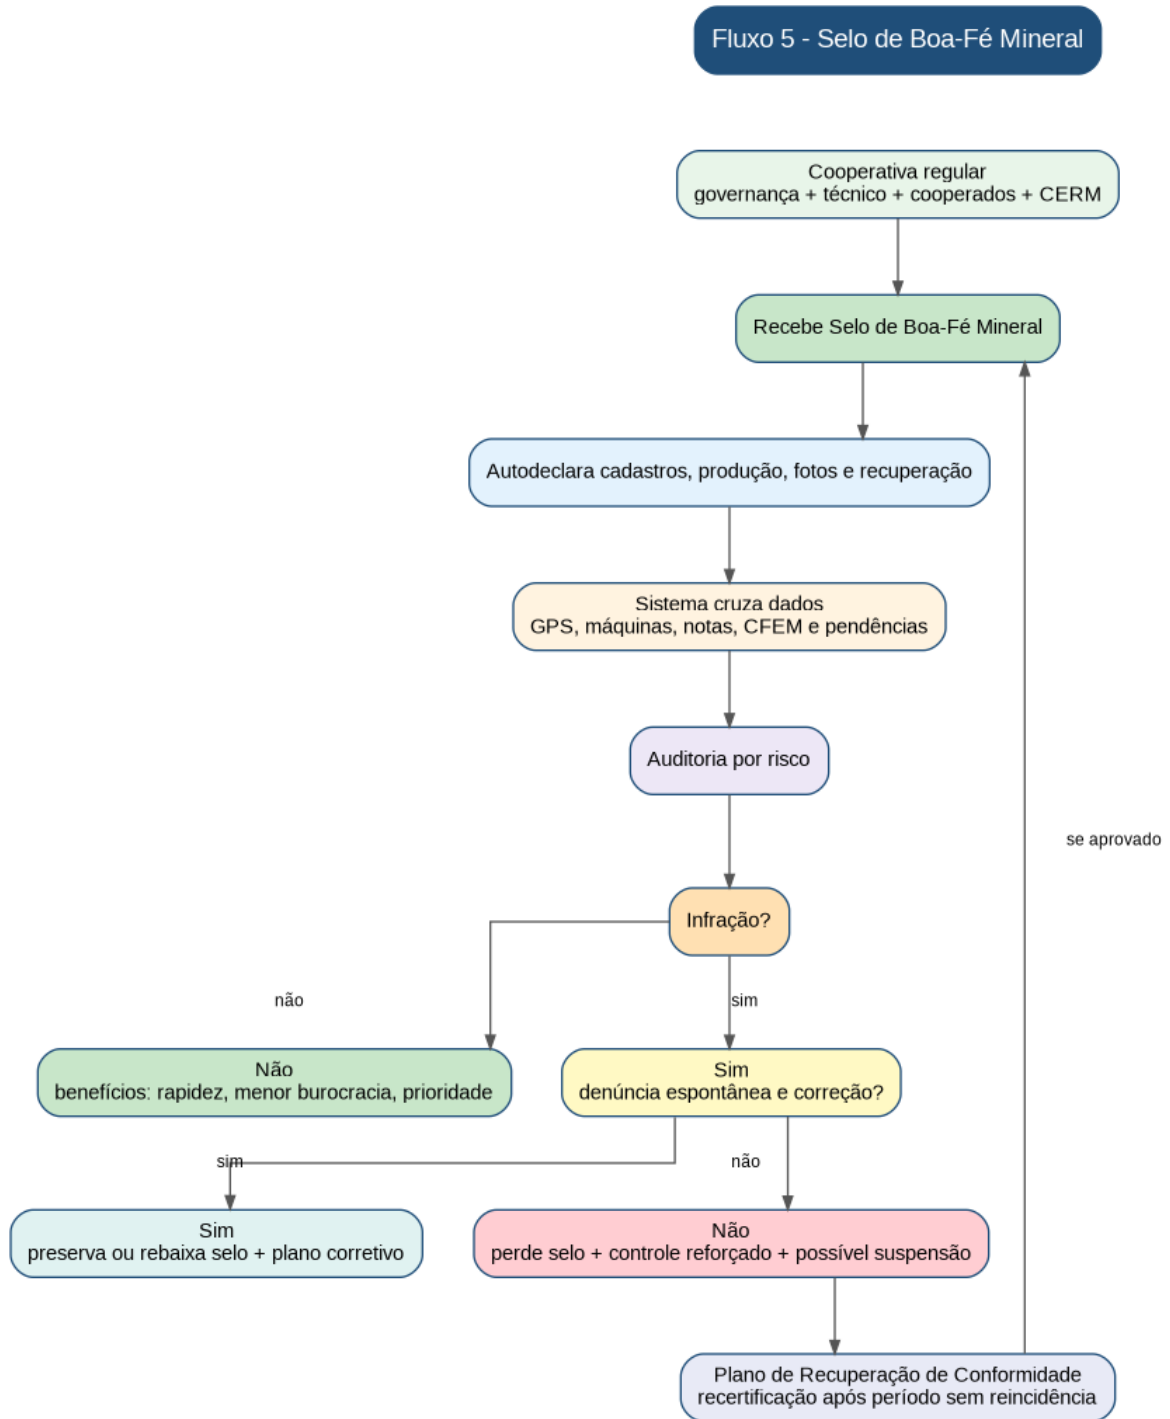 Fluxo 5 - Selo de Boa-Fé Mineral
Cooperativa regular
governança + técnico + cooperados + CERM
Recebe Selo de Boa-Fé Mineral
Autodeclara cadastros, produção, fotos e recuperação
Sistema cruza dados
GPS, máquinas, notas, CFEM e pendências
Auditoria por risco
se aprovado
Infração?
não
sim
Não
benefícios: rapidez, menor burocracia, prioridade
Sim
denúncia espontânea e correção?
sim
não
Sim
preserva ou rebaixa selo + plano corretivo
Não
perde selo + controle reforçado + possível suspensão
Plano de Recuperação de Conformidade
recertificação após período sem reincidência